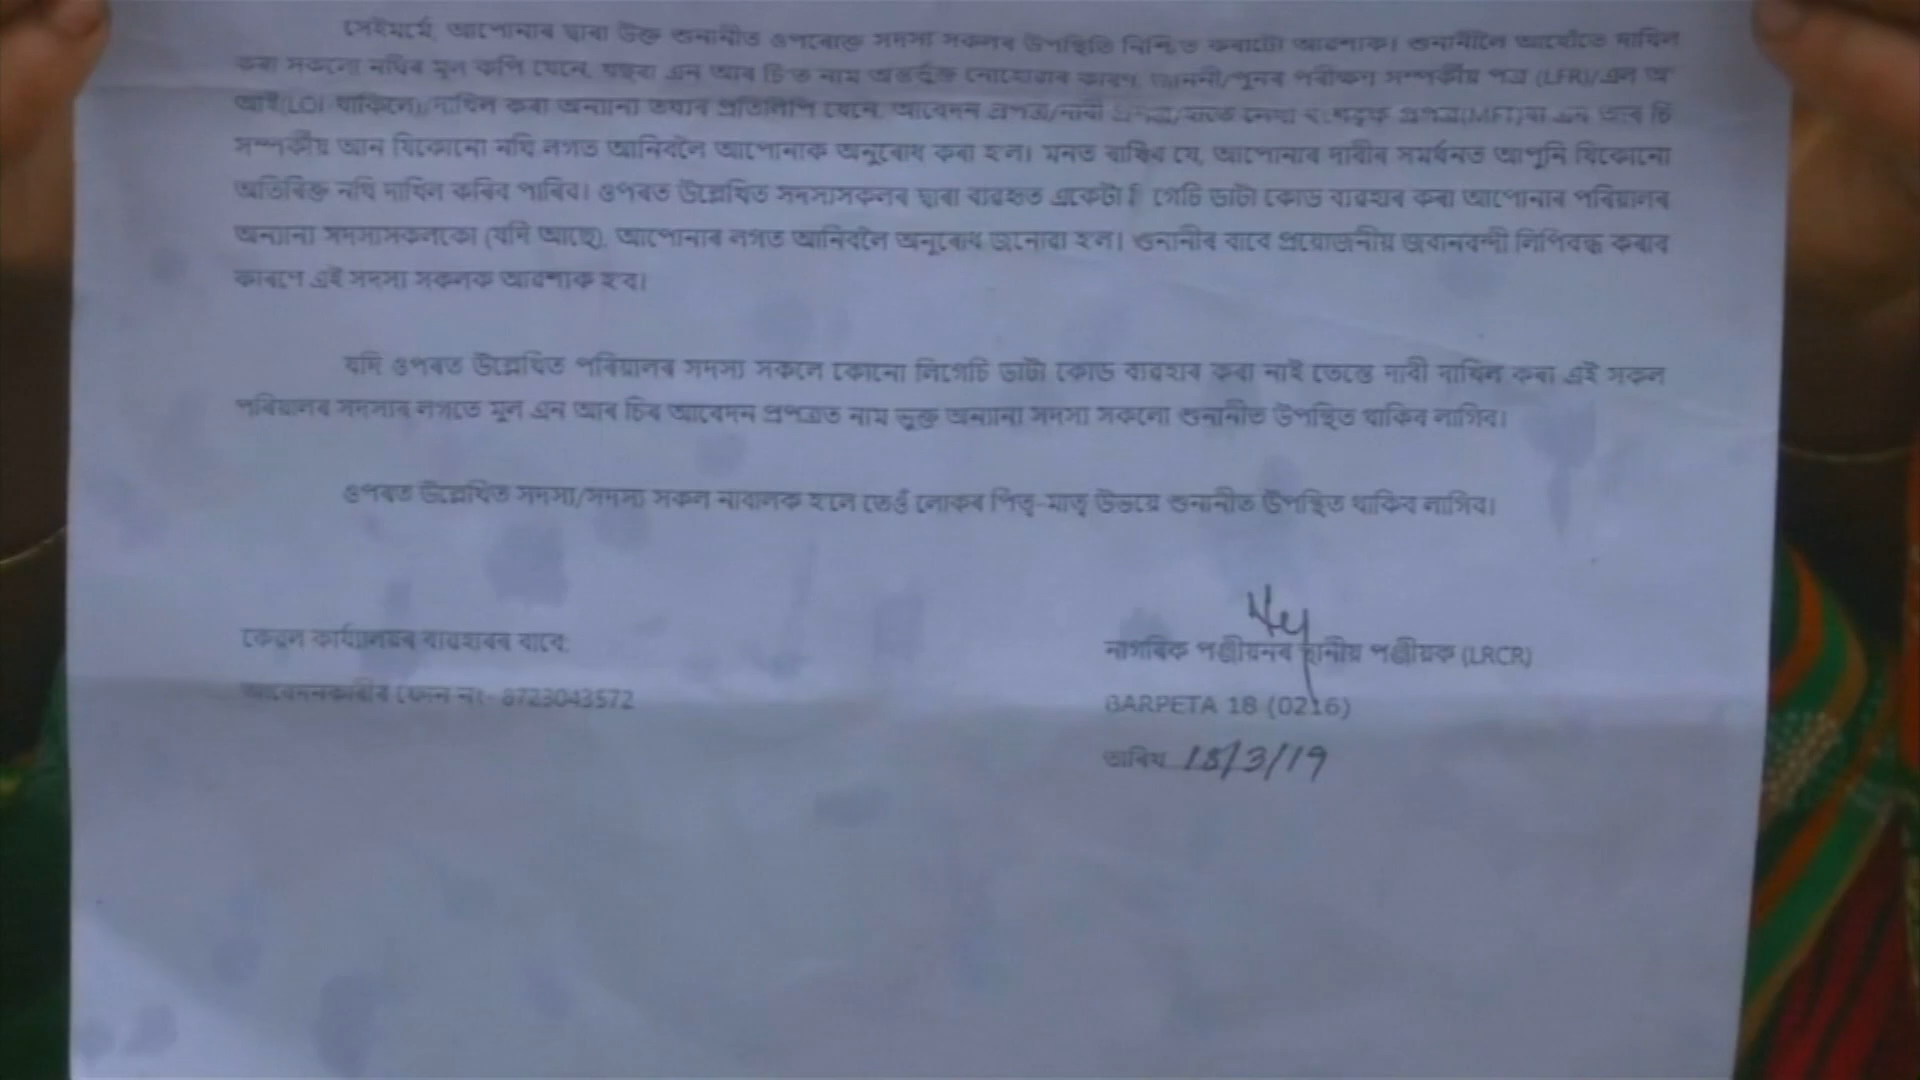 সেইমৰ্মে, আপোনাৰ দ্বাৰা উক্ত শুনানীত ওপৰোক্ত সদস্য সকলৰ উপস্থিতি নিশ্চিত কৰাটো আৱশ্যক। শুনানীলৈ আহোঁতে দাখিল
কৰা সকলো নথিৰ মূল কপি যেনে, খছৰা এন আৰ চি'ত নাম অন্তৰ্ভুক্ত নোহোৱাৰ কাৰণ, পুনৰ পৰীক্ষণ সম্পৰ্কীয় পত্ৰ (LFR)/এল অ'
আই(LOI থাকিলে)/দাখিল কৰা অন্যান্য তথ্যৰ প্ৰতিলিপি যেনে, আবেদন প্ৰপত্ৰ/দাবী প্ৰপত্ৰ/হাতে লেখা বংশবৃক্ষ প্ৰপত্ৰ(MFT)বা এন আৰ চি
সম্পৰ্কীয় আন যিকোনো নথি লগত আনিবলৈ আপোনাক অনুৰোধ কৰা হ'ল। মনত ৰাখিব যে, আপোনাৰ দাবীৰ সমৰ্থনত আপুনি যিকোনো
অতিৰিক্ত নথি দাখিল কৰিব পাৰিব। ওপৰত উল্লেখিত সদস্যসকলৰ দ্বাৰা ব্যৱহৃত একেটা লিগেচি ডাটা কোড ব্যৱহাৰ কৰা আপোনাৰ পৰিয়ালৰ
অন্যান্য সদস্যসকলকো (যদি আছে), আপোনাৰ লগত আনিবলৈ অনুৰোধ জনোৱা হ'ল। শুনানীৰ বাবে প্ৰয়োজনীয় জবানবন্দী লিপিবদ্ধ কৰাৰ
কাৰণে এই সদস্য সকলক আৱশ্যক হ'ব।
যদি ওপৰত উল্লেখিত পৰিয়ালৰ সদস্য সকলে কোনো লিগেচি ডাটা কোড ব্যৱহাৰ কৰা নাই তেন্তে দাবী দাখিল কৰা এই সকল
পৰিয়ালৰ সদস্যৰ লগতে মূল এন আৰ চিৰ আবেদন প্ৰপত্ৰত নাম ভুক্ত অন্যান্য সদস্য সকলো শুনানীত উপস্থিত থাকিব লাগিব।
ওপৰত উল্লেখিত সদস্য/সদস্য সকল নাবালক হ'লে তেওঁলোকৰ পিতৃ-মাতৃ উভয়ে শুনানীত উপস্থিত থাকিব লাগিব।
কেৱল কাৰ্য্যালয়ৰ ব্যৱহাৰৰ বাবে:
আবেদনকাৰীৰ ফোন নং- 8723043572
নাগৰিক পঞ্জীয়নৰ স্থানীয় পঞ্জীয়ক (LRCR)
BARPETA 18 (0216)
তাৰিখ 18/3/19